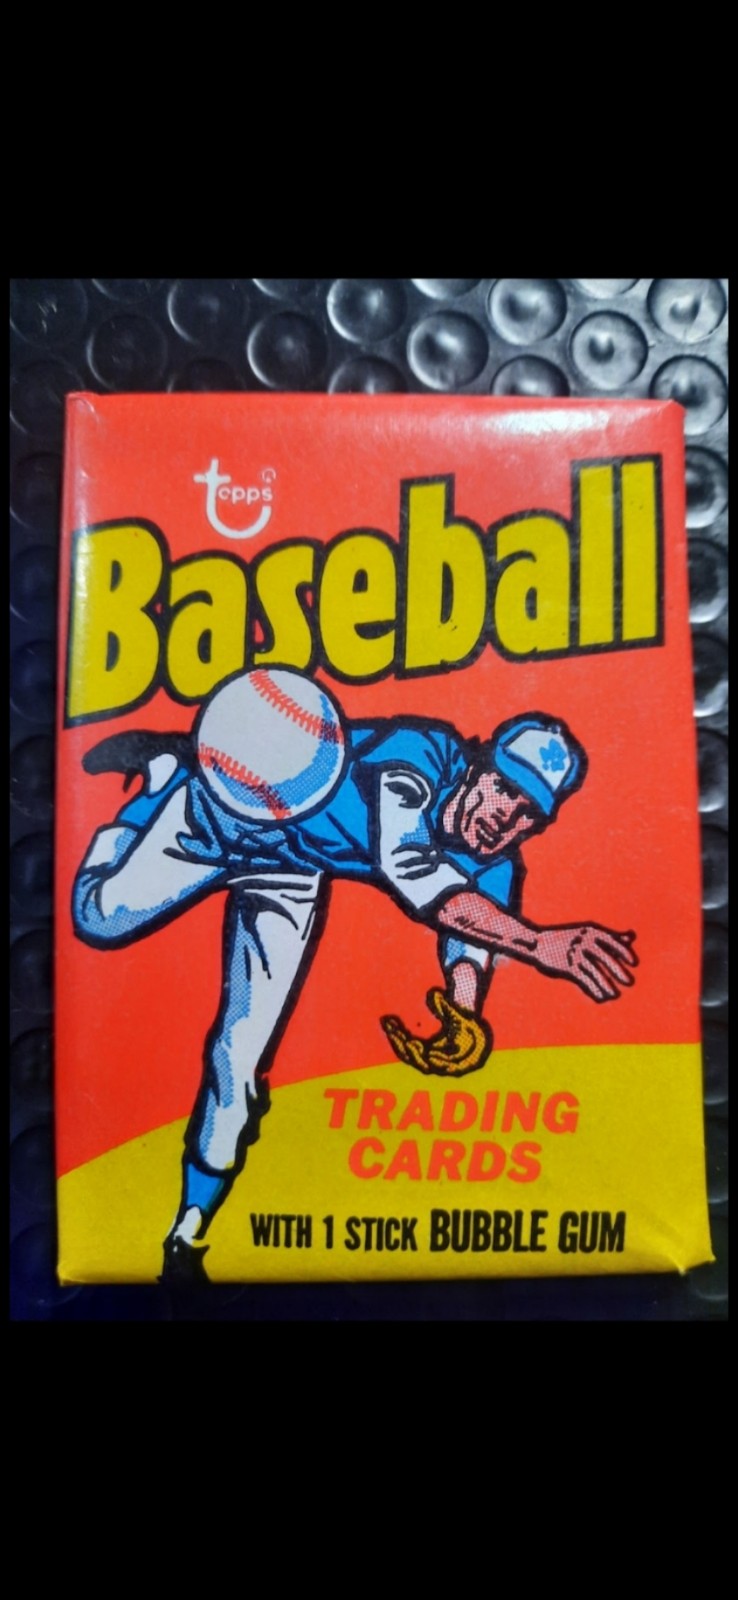 topps
Baseball
TRADING
CARDS
WITH 1 STICK BUBBLE GUM